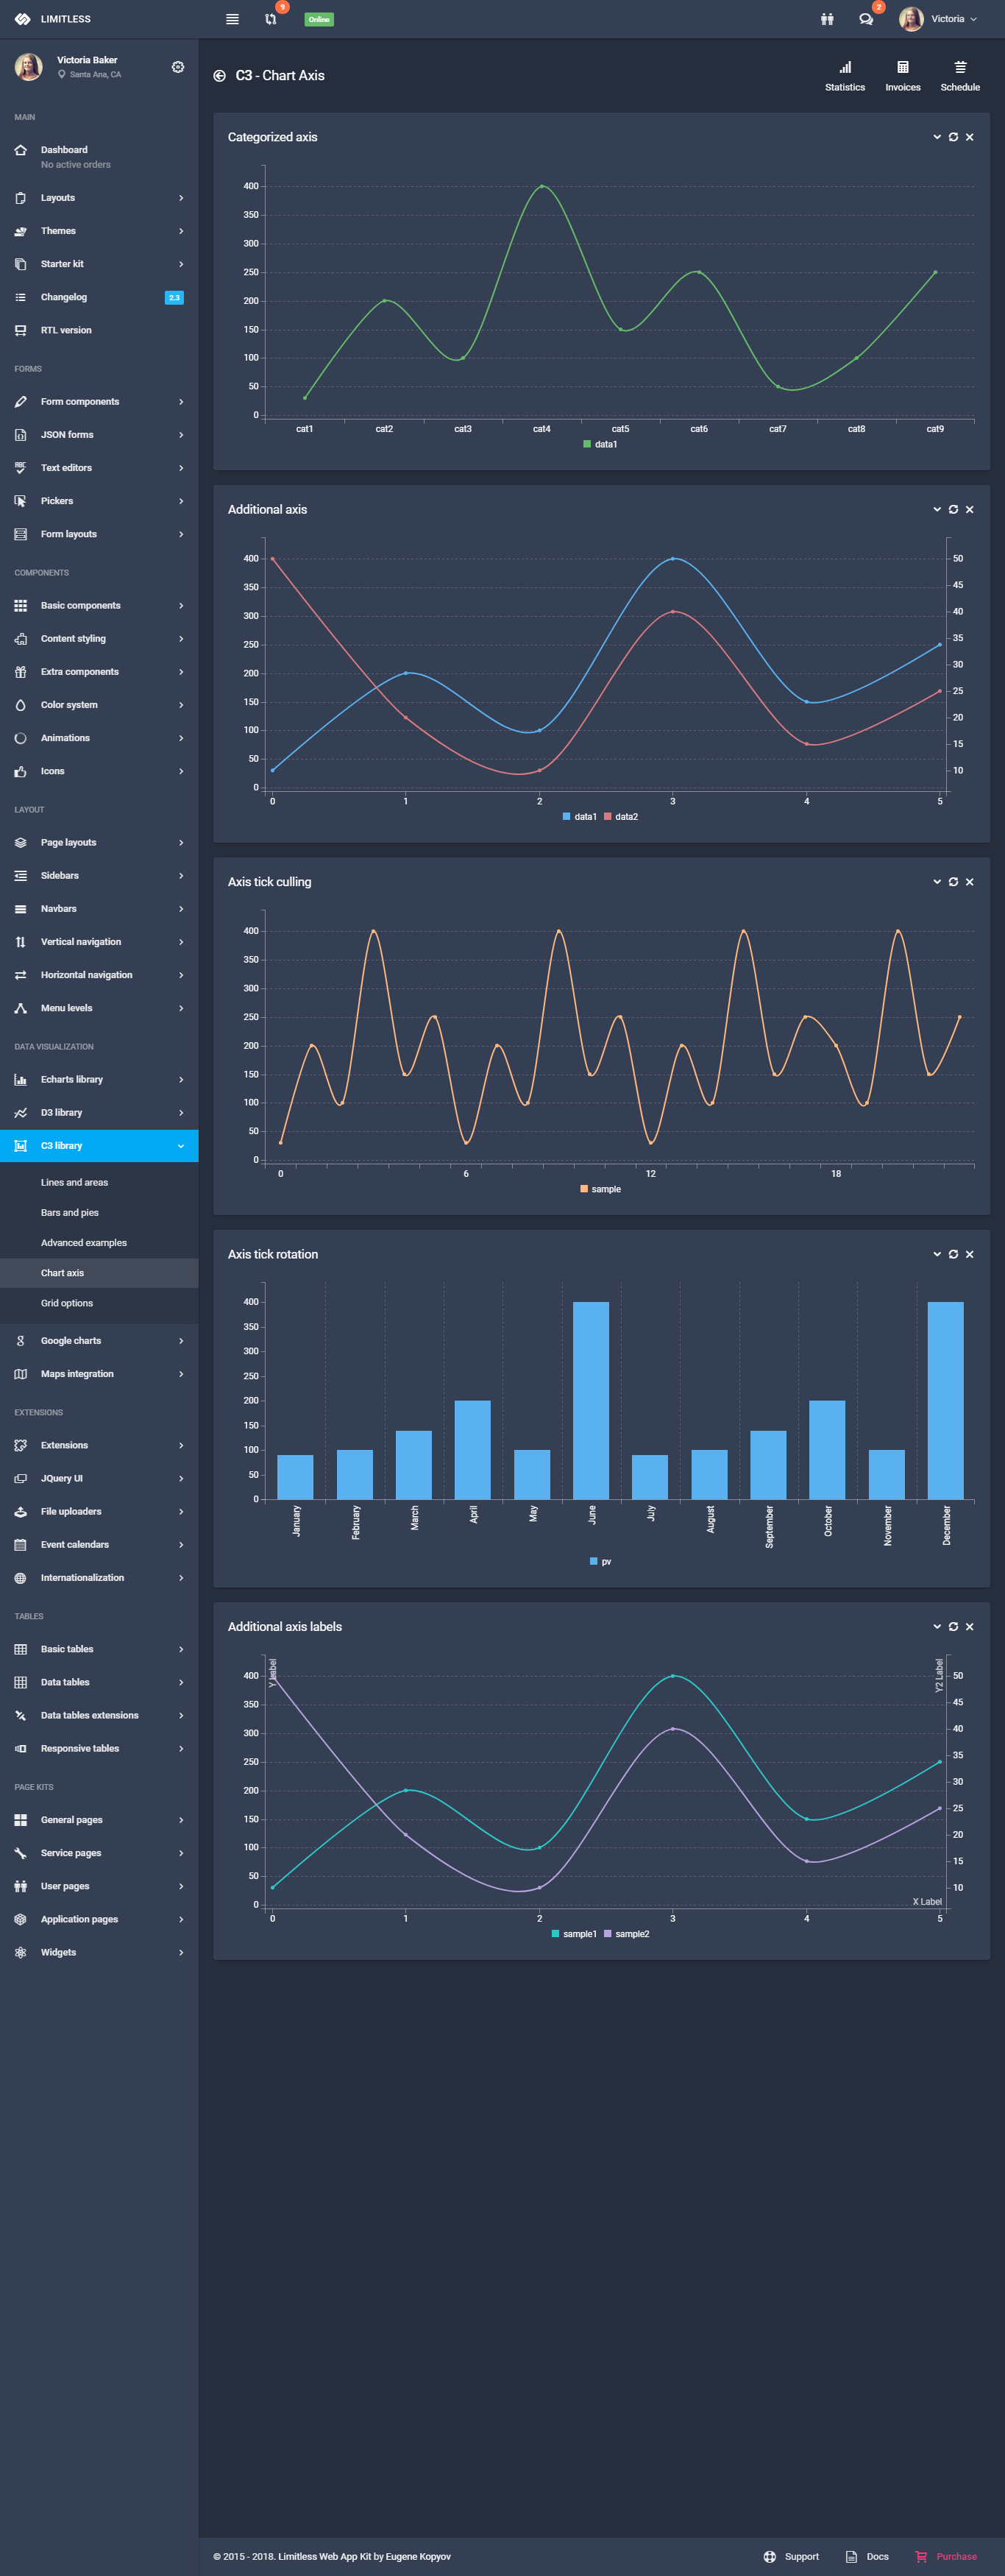 LIMITLESS
9
Online
2
Victoria
Victoria Baker
Santa Ana, CA
MAIN
Dashboard
No active orders
Layouts
Themes
Starter kit
Changelog
2.3
RTL version
FORMS
Form components
JSON forms
Text editors
Pickers
Form layouts
COMPONENTS
Basic components
Content styling
Extra components
Color system
Animations
Icons
LAYOUT
Page layouts
Sidebars
Navbars
Vertical navigation
Horizontal navigation
Menu levels
DATA VISUALIZATION
Echarts library
D3 library
C3 library
Lines and areas
Bars and pies
Advanced examples
Chart axis
Grid options
Google charts
Maps integration
EXTENSIONS
Extensions
JQuery UI
File uploaders
Event calendars
Internationalization
TABLES
Basic tables
Data tables
Data tables extensions
Responsive tables
PAGE KITS
General pages
Service pages
User pages
Application pages
Widgets
C3 - Chart Axis
Statistics
Invoices
Schedule
Categorized axis
400
350
300
250
200
150
100
50
0
cat1 cat2 cat3 cat4 cat5 cat6 cat7 cat8 cat9
data1
Additional axis
400
350
300
250
200
150
100
50
0
50
45
40
35
30
25
20
15
10
0 1 2 3 4 5
data1 data2
Axis tick culling
400
350
300
250
200
150
100
50
0
0 6 12 18
sample
Axis tick rotation
400
350
300
250
200
150
100
50
0
January
February
March
April
May
June
July
August
September
October
November
December
pv
Additional axis labels
Y Label
400
350
300
250
200
150
100
50
0
Y2 Label
50
45
40
35
30
25
20
15
10
X Label
0 1 2 3 4 5
sample1 sample2
© 2015 - 2018. Limitless Web App Kit by Eugene Kopyov
Support
Docs
Purchase